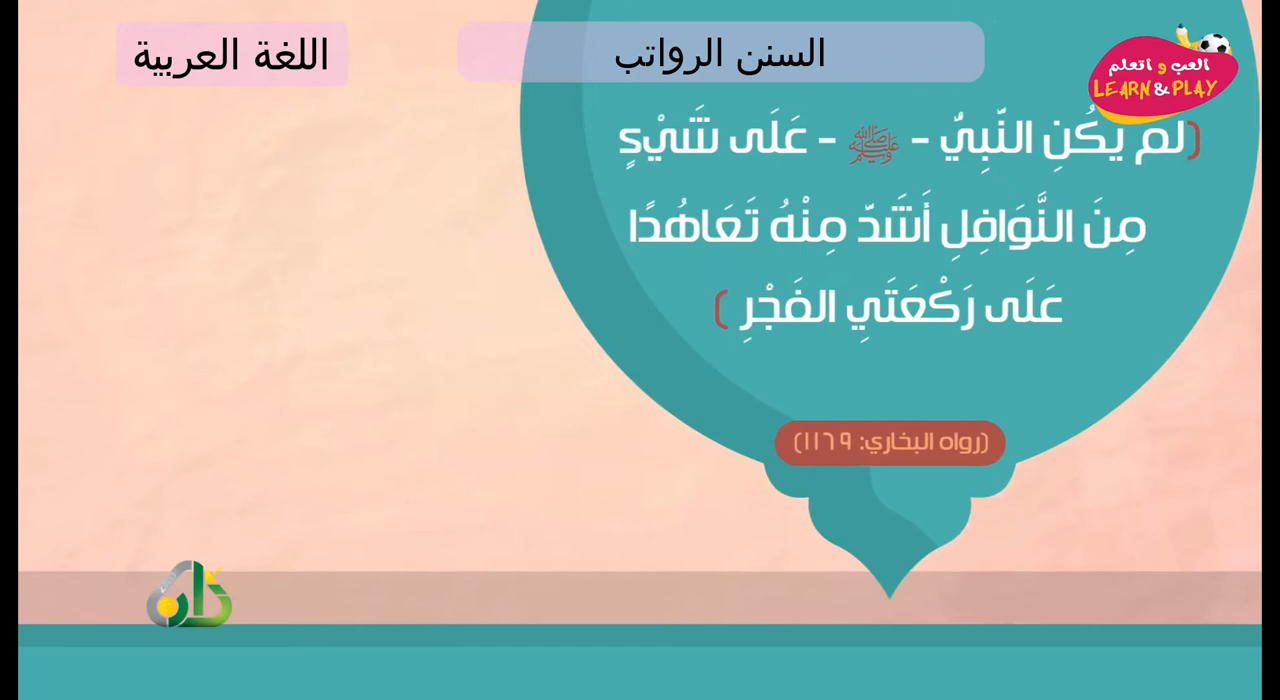 السنن الرواتب
اللغة العربية
العب و اتعلم
LEARN & PLAY
(لم يَكُنِ النّبِيُّ - ﷺ - عَلَى شَيْءٍ
مِنَ النَّوَافِلِ أَشَدّ مِنْهُ تَعَاهُدًا
عَلَى رَكْعَتَيِ الفَجْرِ )
(رواه البخاري: ١١٦٩)